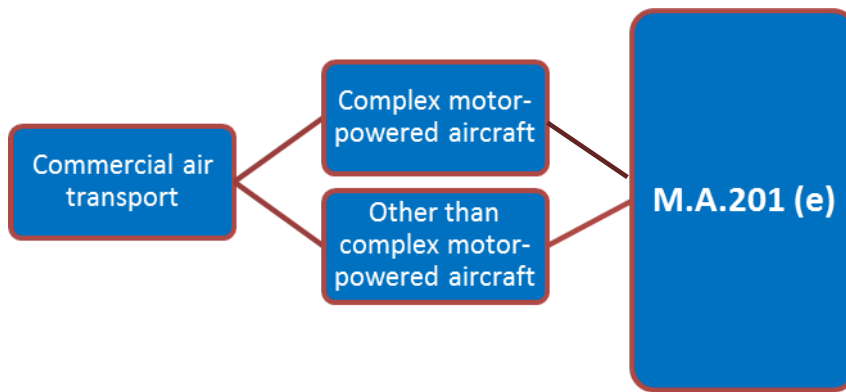 Commercial air
transport
Complex motor-
powered aircraft
Other than
complex motor-
powered aircraft
M.A.201 (e)